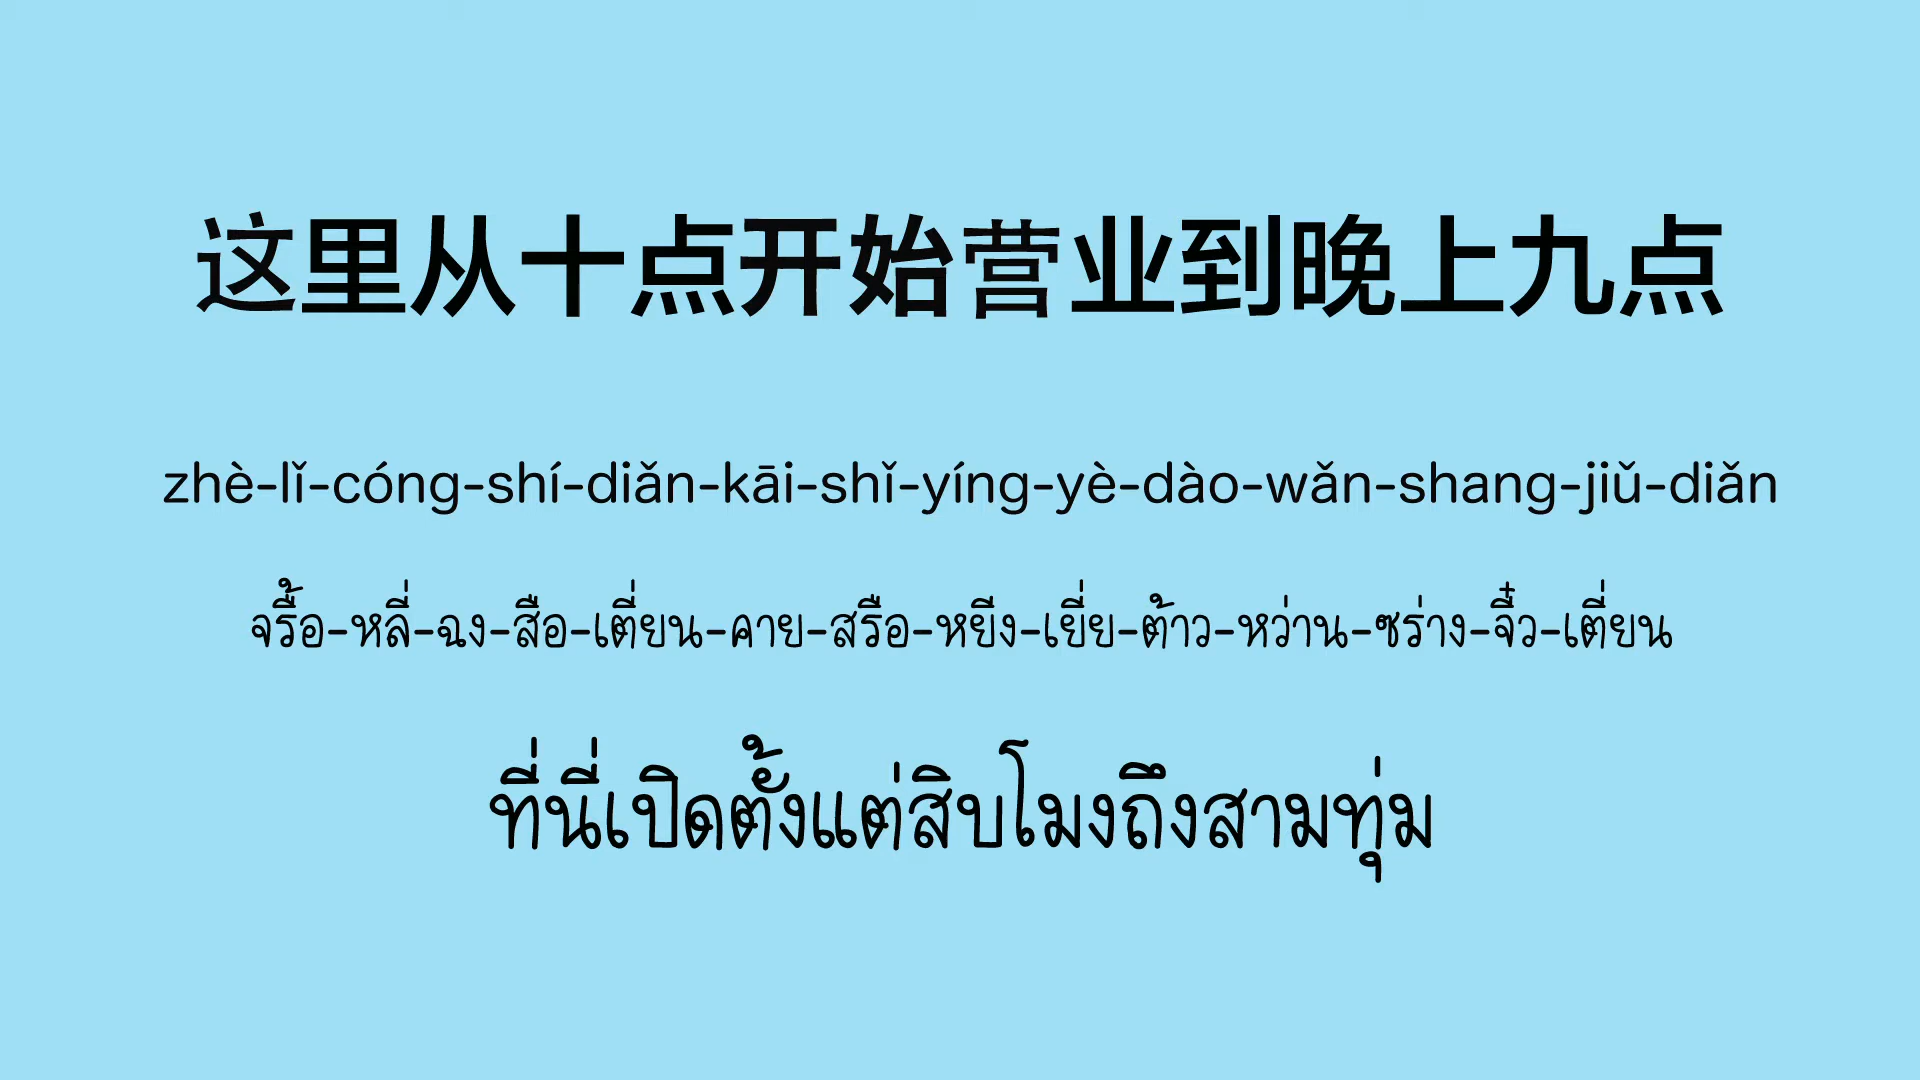 这里从十点开始营业到晚上九点
zhè-lǐ-cóng-shí-diǎn-kāi-shǐ-yíng-yè-dào-wǎn-shang-jiǔ-diǎn
จรื้อ-หลี่-ฉง-สือ-เตี่ยน-คาย-สรือ-หยีง-เยี่ย-ต้าว-หว่าน-ซร่าง-จิ๋ว-เตี่ยน
ที่นี่เปิดตั้งแต่สิบโมงถึงสามทุ่ม